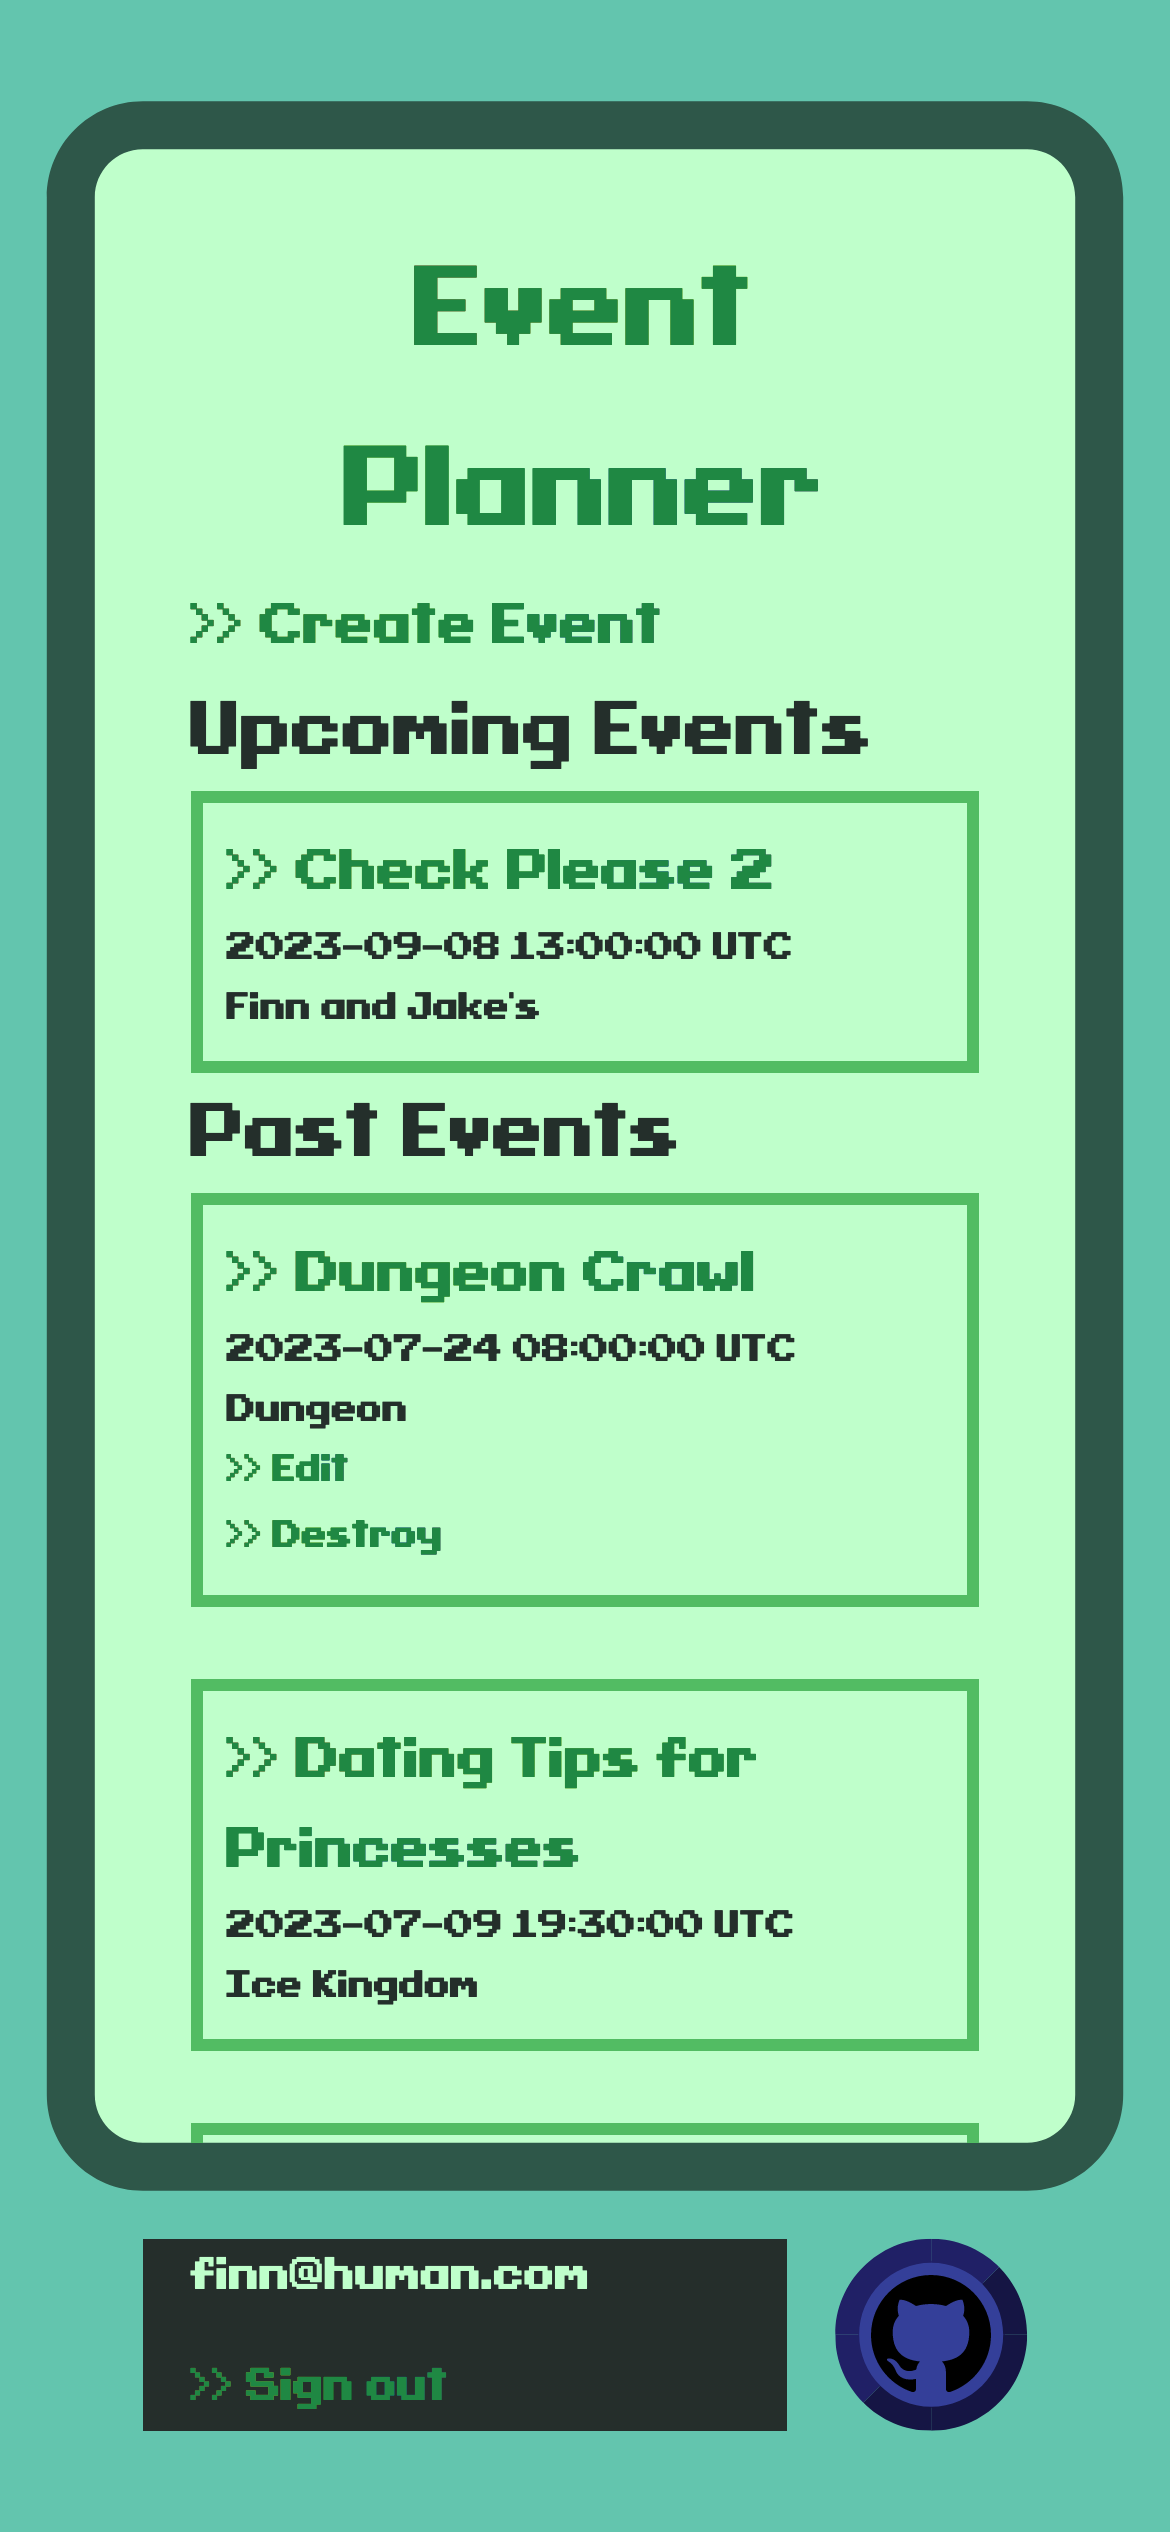 Event
Planner
>> Create Event
Upcoming Events
>> Check Please 2
2023-09-08 13:00:00 UTC
Finn and Jake's
Past Events
>> Dungeon Crawl
2023-07-24 08:00:00 UTC
Dungeon
>> Edit
>> Destroy
>> Dating Tips for
Princesses
2023-07-09 19:30:00 UTC
Ice Kingdom
finn@human.com
>> Sign out